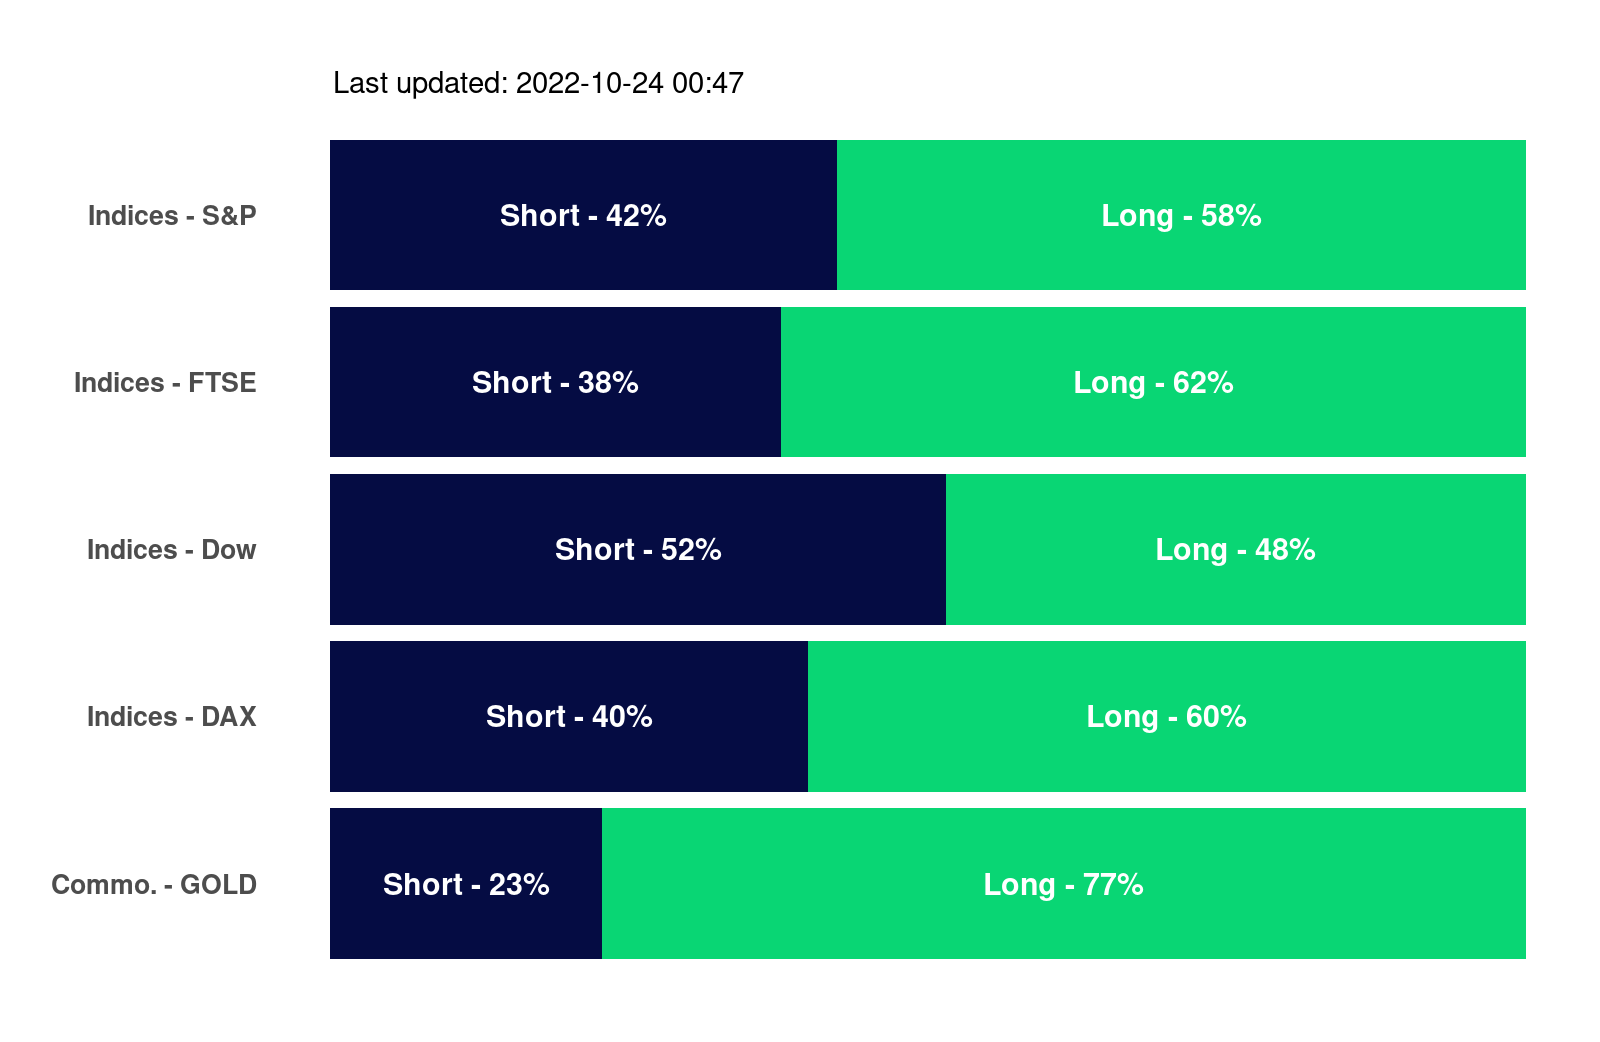 Last updated: 2022-10-24 00:47
Indices - S&P Short - 42% Long - 58%
Indices - FTSE Short - 38% Long - 62%
Indices - Dow Short - 52% Long - 48%
Indices - DAX Short - 40% Long - 60%
Commo. - GOLD Short - 23% Long - 77%